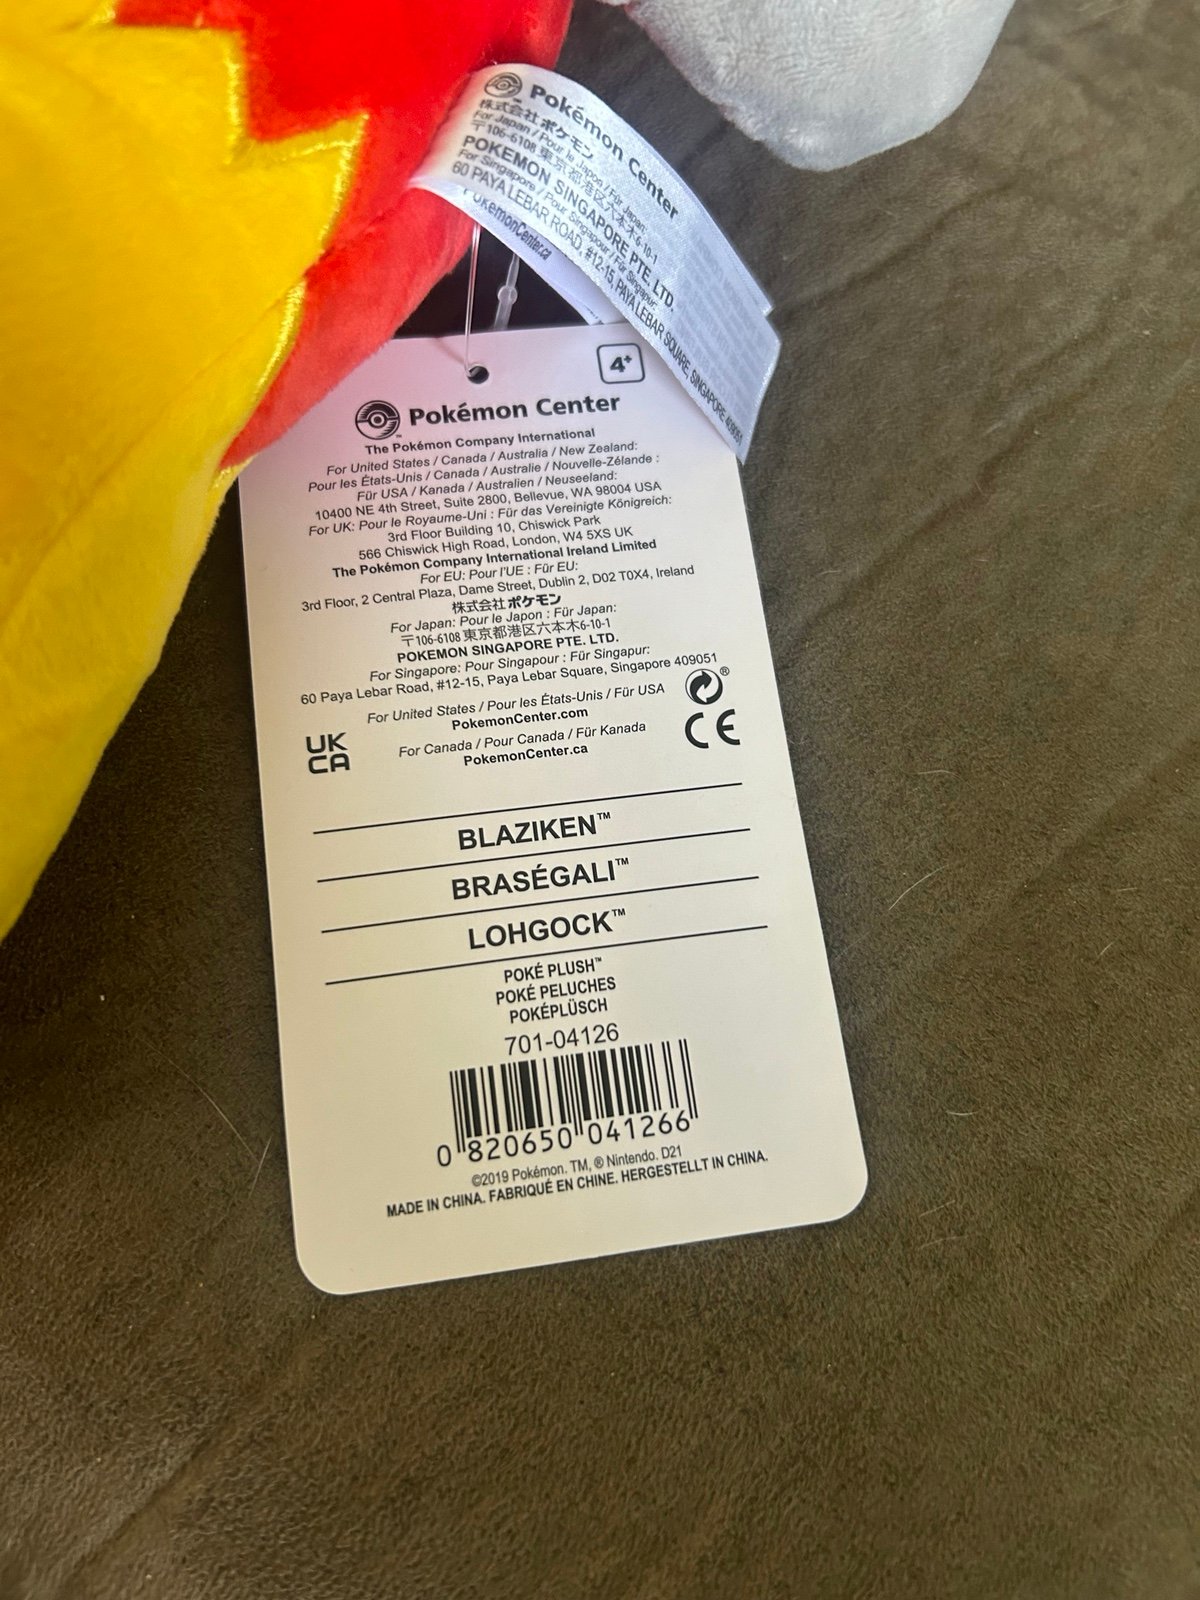 Pokémon Center
株式会社ポケモン
For Japan / Pour le Japon / Für Japan:
〒106-6108 東京都港区六本木6-10-1
POKEMON SINGAPORE PTE. LTD.
For Singapore / Pour Singapour / Für Singapur:
60 PAYA LEBAR ROAD, #12-15, PAYA LEBAR SQUARE, SINGAPORE 409051
PokemonCenter.ca
4+
Pokémon Center™
The Pokémon Company International
For United States / Canada / Australia / New Zealand:
Pour les États-Unis / Canada / Australie / Nouvelle-Zélande :
Für USA / Kanada / Australien / Neuseeland:
10400 NE 4th Street, Suite 2800, Bellevue, WA 98004 USA
For UK: Pour le Royaume-Uni : Für das Vereinigte Königreich:
3rd Floor Building 10, Chiswick Park
566 Chiswick High Road, London, W4 5XS UK
The Pokémon Company International Ireland Limited
For EU: Pour l'UE : Für EU:
3rd Floor, 2 Central Plaza, Dame Street, Dublin 2, D02 T0X4, Ireland
株式会社ポケモン
For Japan: Pour le Japon : Für Japan:
〒106-6108 東京都港区六本木6-10-1
POKEMON SINGAPORE PTE. LTD.
For Singapore: Pour Singapour : Für Singapur:
60 Paya Lebar Road, #12-15, Paya Lebar Square, Singapore 409051
For United States / Pour les États-Unis / Für USA
PokemonCenter.com
For Canada / Pour Canada / Für Kanada
PokemonCenter.ca
®
CE
UK
CA
BLAZIKEN™
BRASÉGALI™
LOHGOCK™
POKÉ PLUSH™
POKÉ PELUCHES
POKÉPLÜSCH
701-04126
0 820650 041266
©2019 Pokémon. TM, ® Nintendo. D21
MADE IN CHINA. FABRIQUÉ EN CHINE. HERGESTELLT IN CHINA.